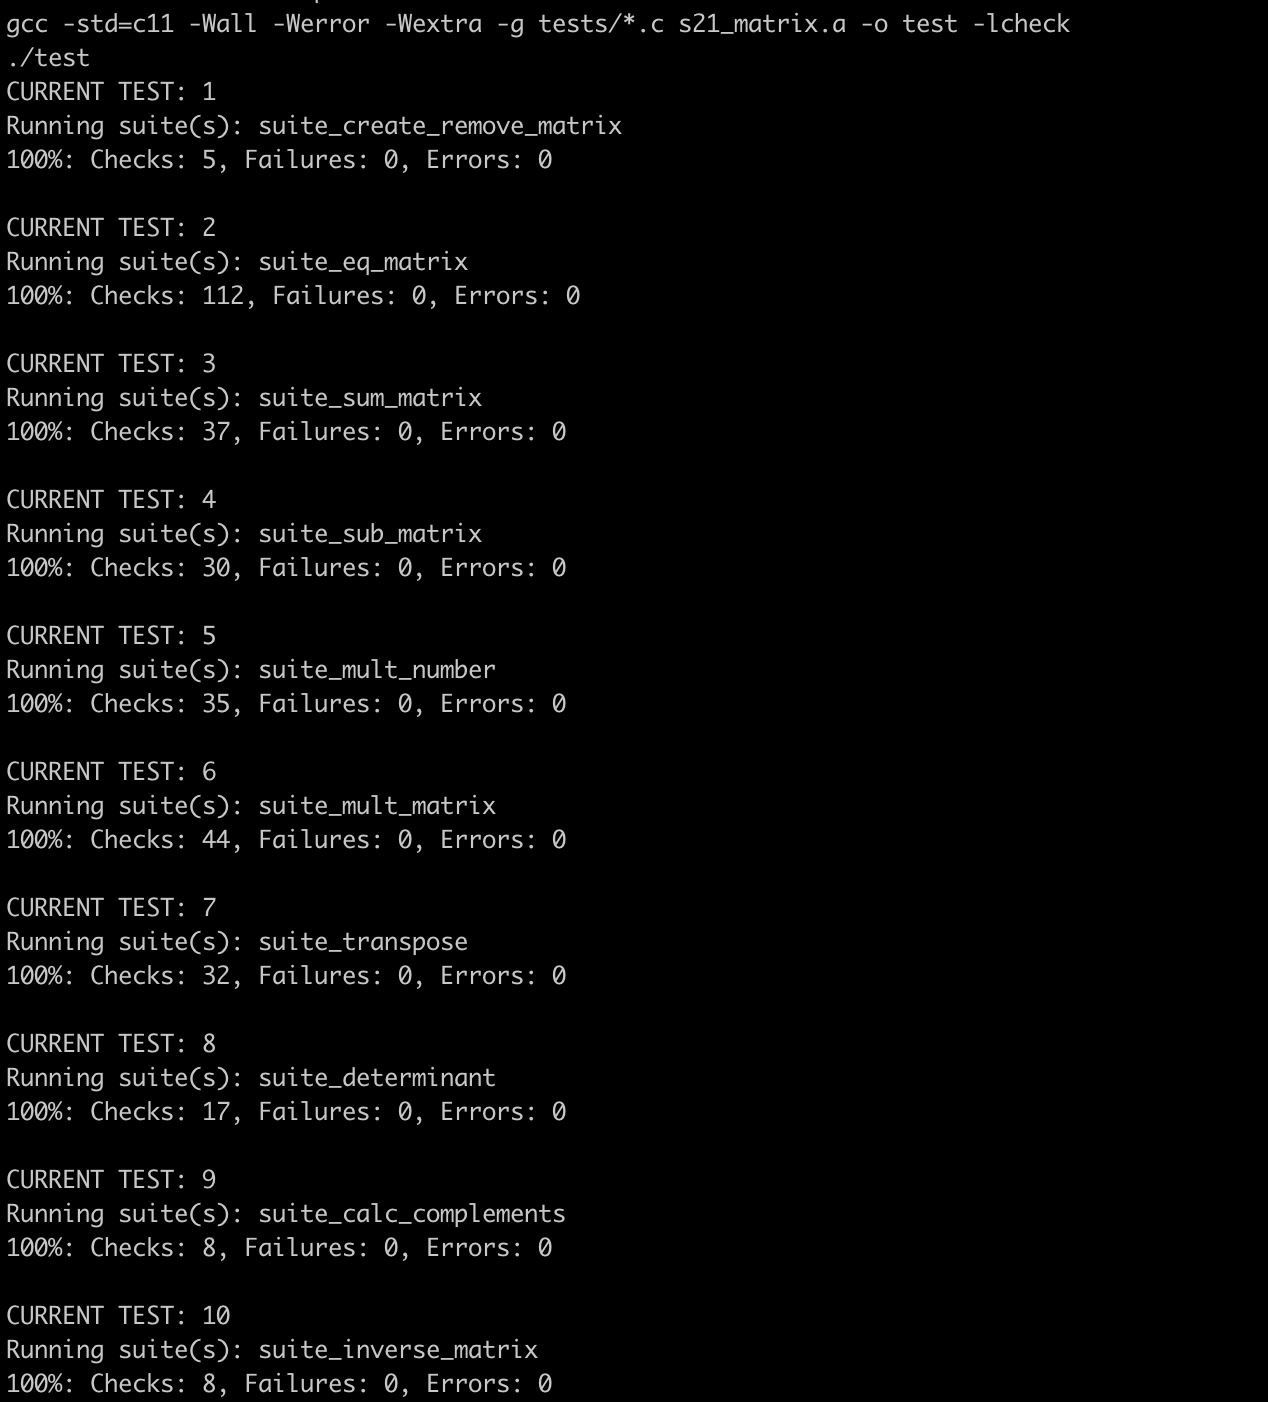 gcc -std=c11 -Wall -Werror -Wextra -g tests/*.c s21_matrix.a -o test -lcheck
./test
CURRENT TEST: 1
Running suite(s): suite_create_remove_matrix
100%: Checks: 5, Failures: 0, Errors: 0
CURRENT TEST: 2
Running suite(s): suite_eq_matrix
100%: Checks: 112, Failures: 0, Errors: 0
CURRENT TEST: 3
Running suite(s): suite_sum_matrix
100%: Checks: 37, Failures: 0, Errors: 0
CURRENT TEST: 4
Running suite(s): suite_sub_matrix
100%: Checks: 30, Failures: 0, Errors: 0
CURRENT TEST: 5
Running suite(s): suite_mult_number
100%: Checks: 35, Failures: 0, Errors: 0
CURRENT TEST: 6
Running suite(s): suite_mult_matrix
100%: Checks: 44, Failures: 0, Errors: 0
CURRENT TEST: 7
Running suite(s): suite_transpose
100%: Checks: 32, Failures: 0, Errors: 0
CURRENT TEST: 8
Running suite(s): suite_determinant
100%: Checks: 17, Failures: 0, Errors: 0
CURRENT TEST: 9
Running suite(s): suite_calc_complements
100%: Checks: 8, Failures: 0, Errors: 0
CURRENT TEST: 10
Running suite(s): suite_inverse_matrix
100%: Checks: 8, Failures: 0, Errors: 0